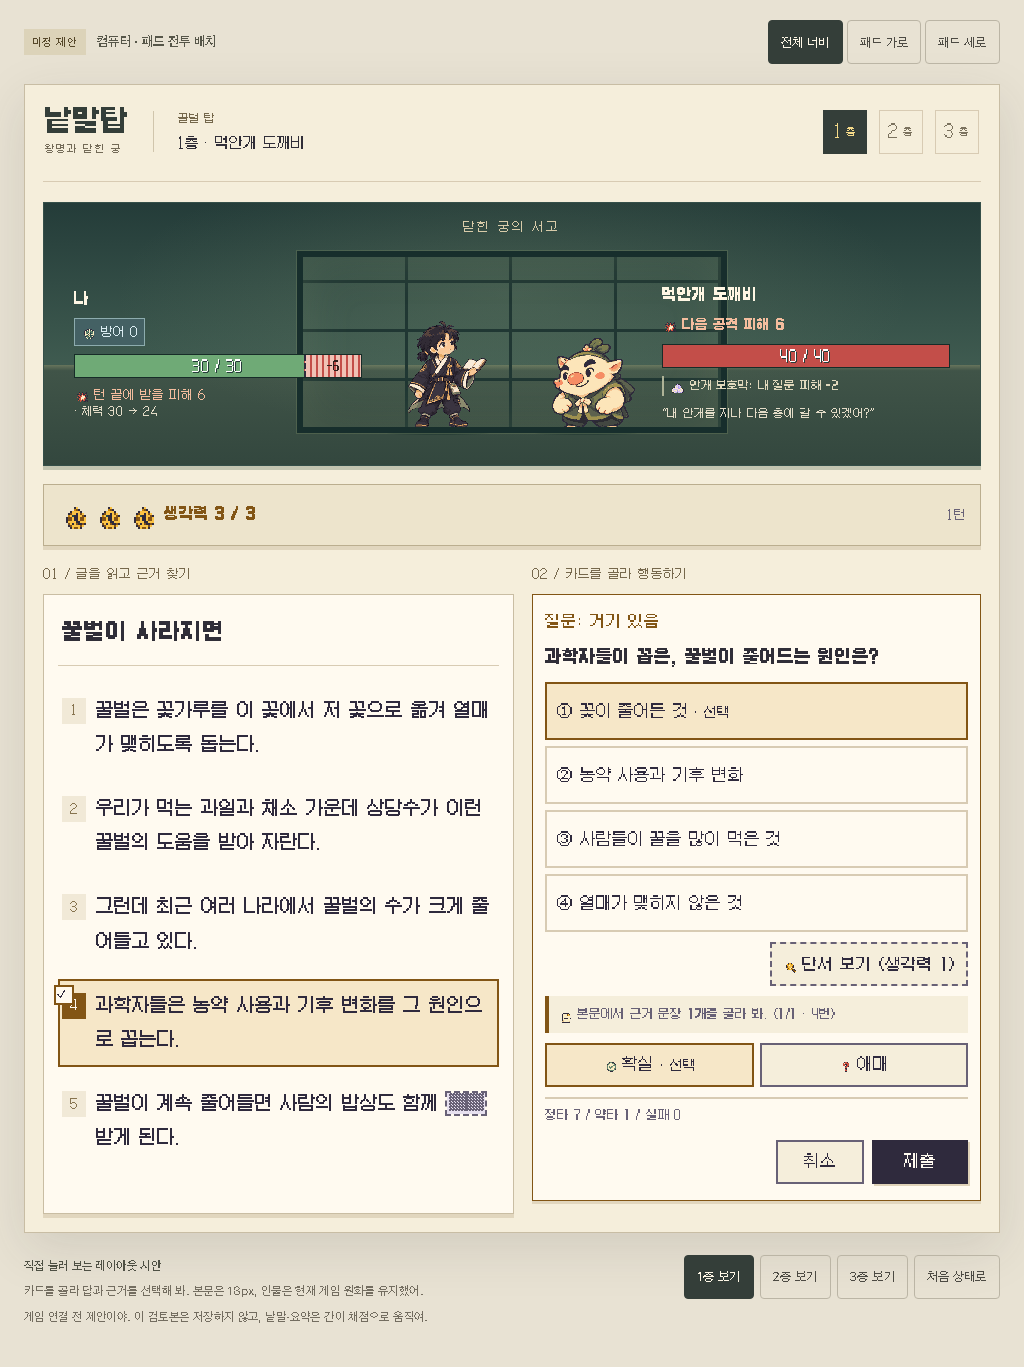 미정 제안
컴퓨터 · 패드 전투 배치
전체 너비
패드 가로
패드 세로
낱말탑
왕명과 닫힌 궁
꿀벌 탑
1층 · 먹안개 도깨비
1층
2층
3층
닫힌 궁의 서고
나
방어 0
30 / 30
-6
턴 끝에 받을 피해 6
· 체력 30 → 24
먹안개 도깨비
다음 공격 피해 6
40 / 40
안개 보호막: 내 질문 피해 -2
“내 안개를 지나 다음 층에 갈 수 있겠어?”
생각력 3 / 3
1턴
01 / 글을 읽고 근거 찾기
꿀벌이 사라지면
1 꿀벌은 꽃가루를 이 꽃에서 저 꽃으로 옮겨 열매
가 맺히도록 돕는다.
2 우리가 먹는 과일과 채소 가운데 상당수가 이런
꿀벌의 도움을 받아 자란다.
3 그런데 최근 여러 나라에서 꿀벌의 수가 크게 줄
어들고 있다.
4 과학자들은 농약 사용과 기후 변화를 그 원인으
로 꼽는다.
5 꿀벌이 계속 줄어들면 사람의 밥상도 함께
받게 된다.
02 / 카드를 골라 행동하기
질문: 거기 있음
과학자들이 꼽은, 꿀벌이 줄어드는 원인은?
① 꽃이 줄어든 것 · 선택
② 농약 사용과 기후 변화
③ 사람들이 꿀을 많이 먹은 것
④ 열매가 맺히지 않은 것
단서 보기 (생각력 1)
본문에서 근거 문장 1개를 골라 봐. (1/1 · 4번)
확실 · 선택
애매
정타 7 / 약타 1 / 실패 0
취소
제출
직접 눌러 보는 레이아웃 시안
카드를 골라 답과 근거를 선택해 봐. 본문은 18px, 인물은 현재 게임 원화를 유지했어.
게임 연결 전 제안이야. 이 검토본은 저장하지 않고, 낱말·요약은 간이 채점으로 움직여.
1층 보기
2층 보기
3층 보기
처음 상태로